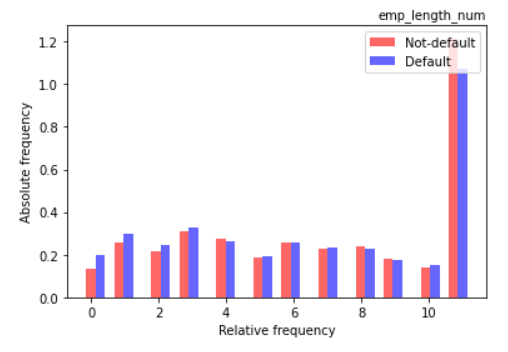 emp_length_num
Not-default
Default
Absolute frequency
1.2
1.0
0.8
0.6
0.4
0.2
0.0
0 2 4 6 8 10
Relative frequency